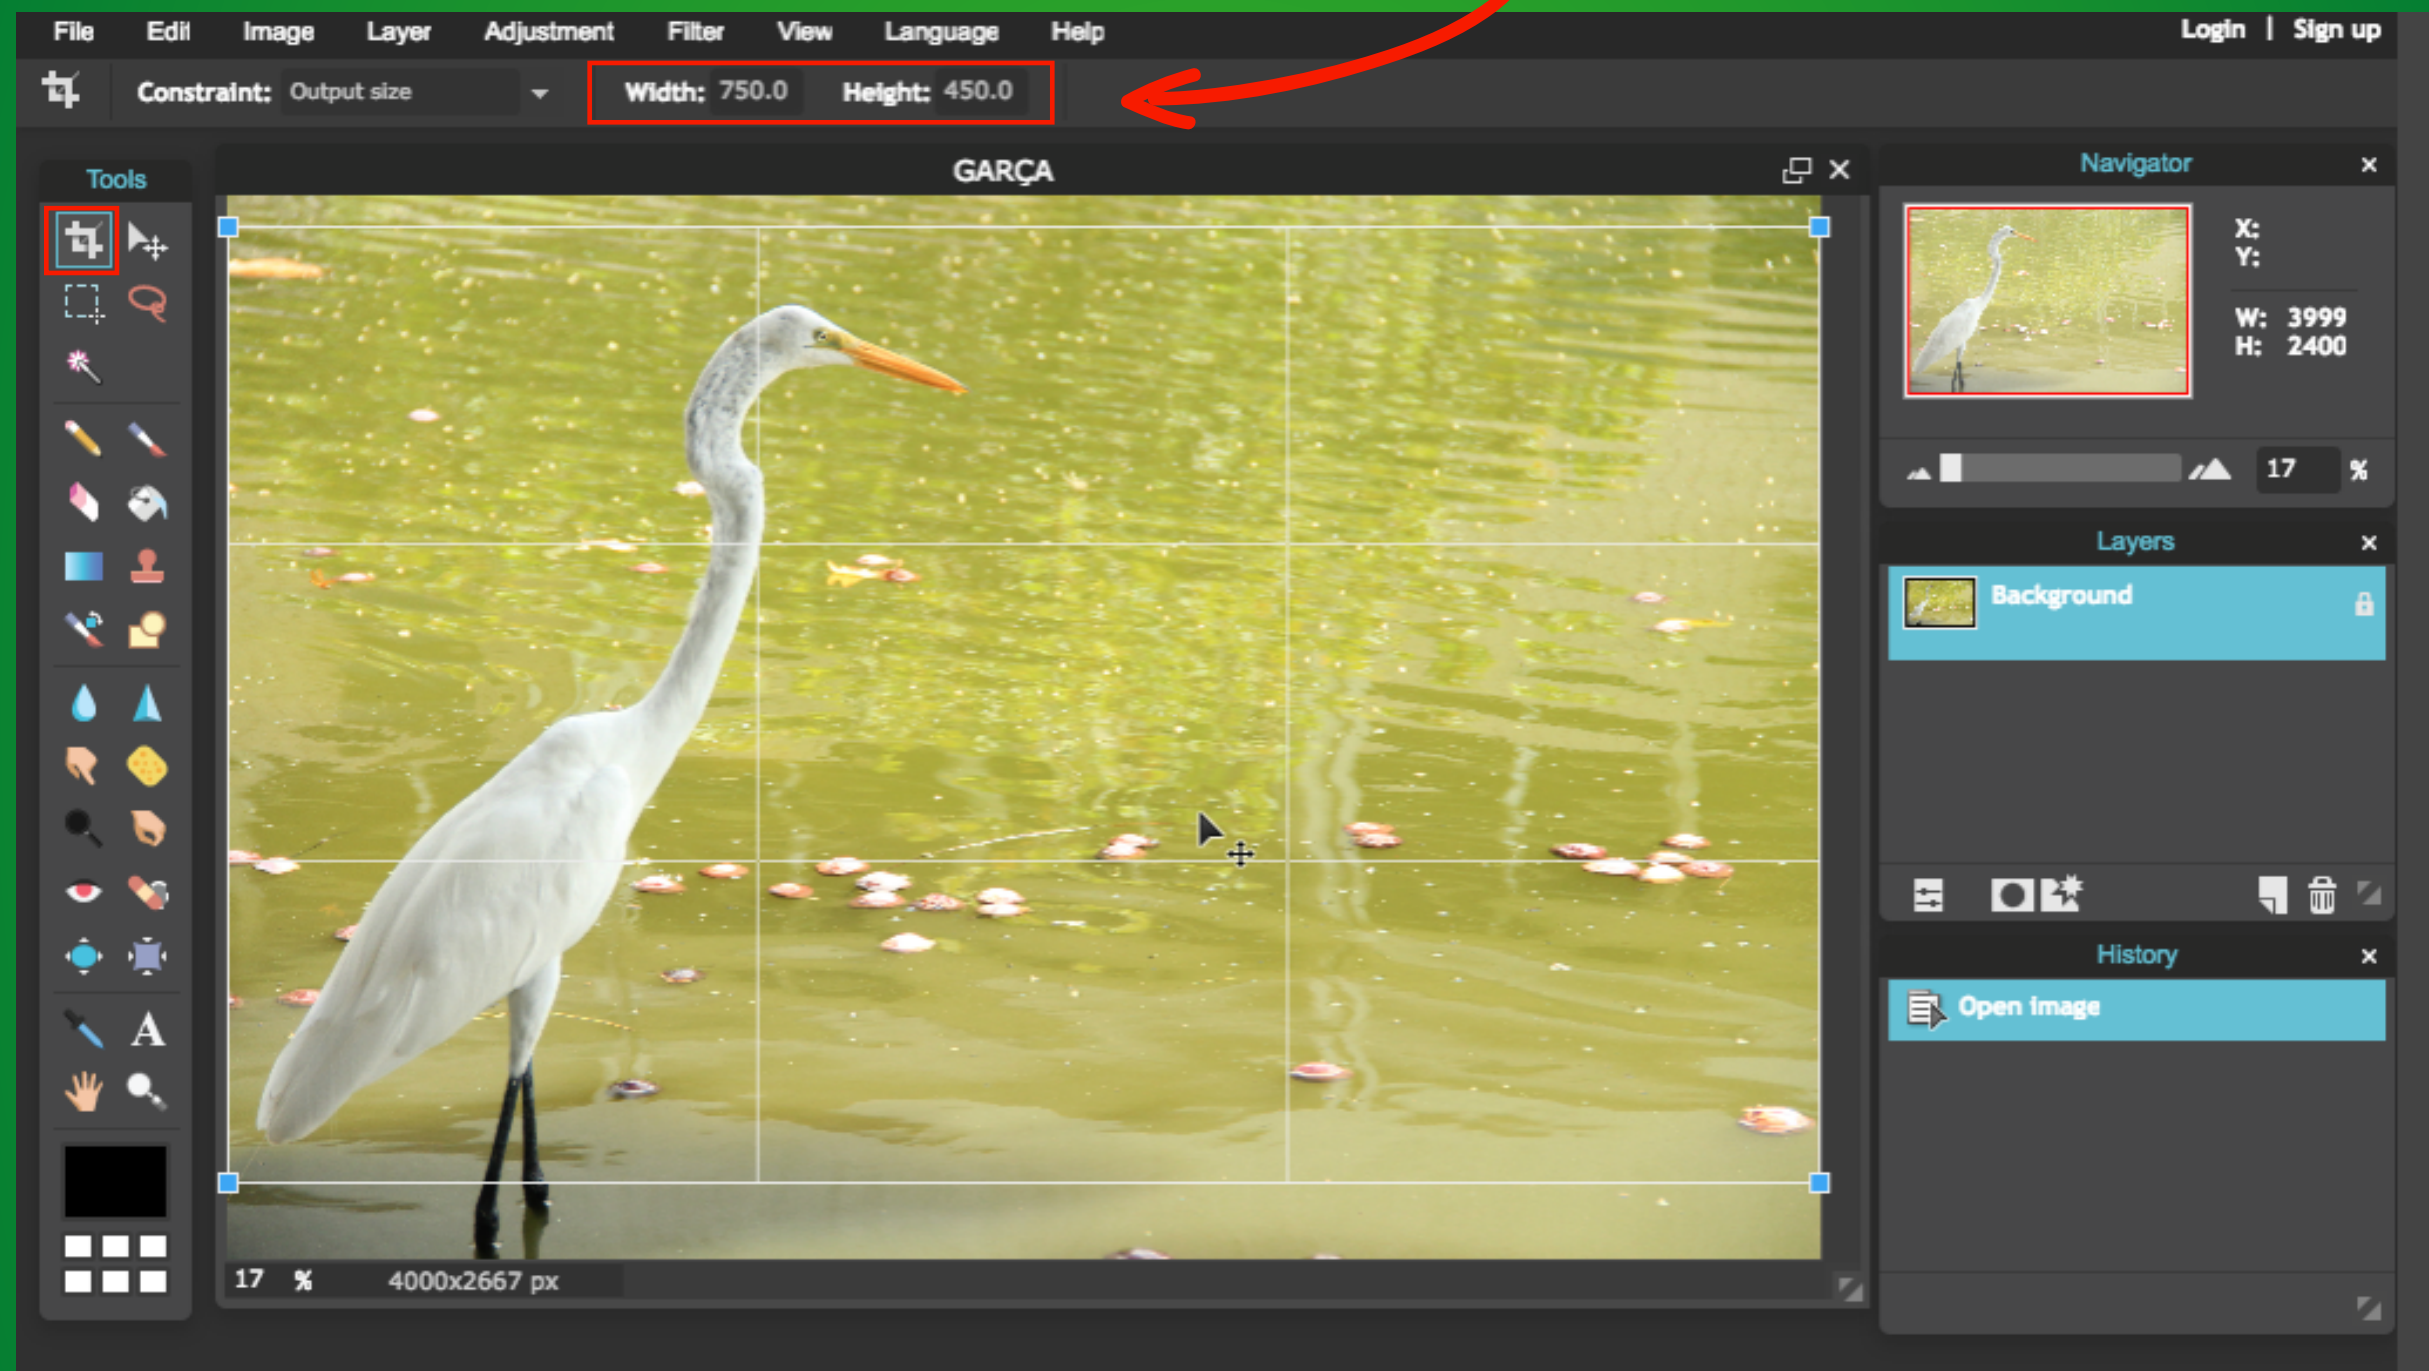 File Edit Image Layer Adjustment Filter View Language Help Login | Sign up
Constraint: Output size Width: 750.0 Height: 450.0
Tools
GARÇA
Navigator
X:
Y:
W: 3999
H: 2400
17 %
Layers
Background
History
Open image
A
17 % 4000x2667 px